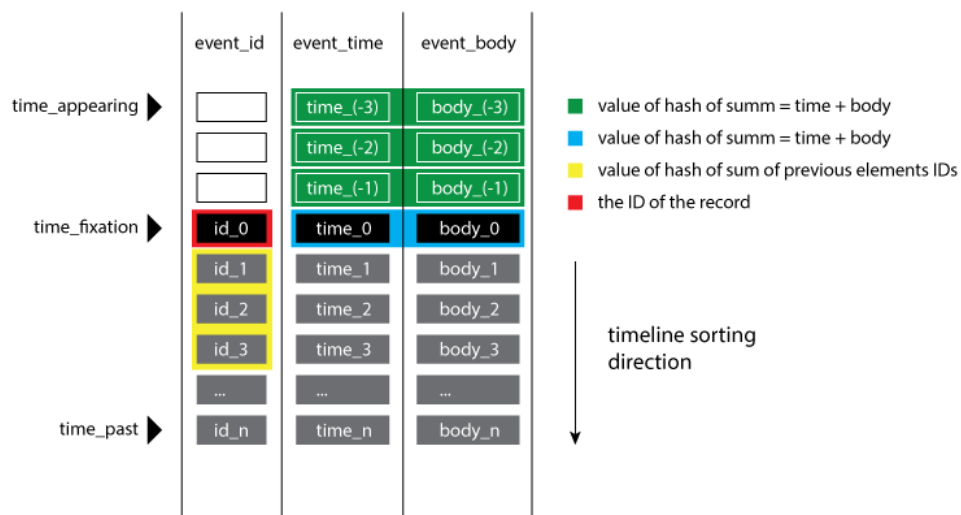 event_id event_time event_body
time_appearing time_(-3) body_(-3)
time_(-2) body_(-2)
time_(-1) body_(-1)
time_fixation id_0 time_0 body_0
id_1 time_1 body_1
id_2 time_2 body_2
id_3 time_3 body_3
... ... ...
time_past id_n time_n body_n
value of hash of summ = time + body
value of hash of summ = time + body
value of hash of sum of previous elements IDs
the ID of the record
timeline sorting
direction